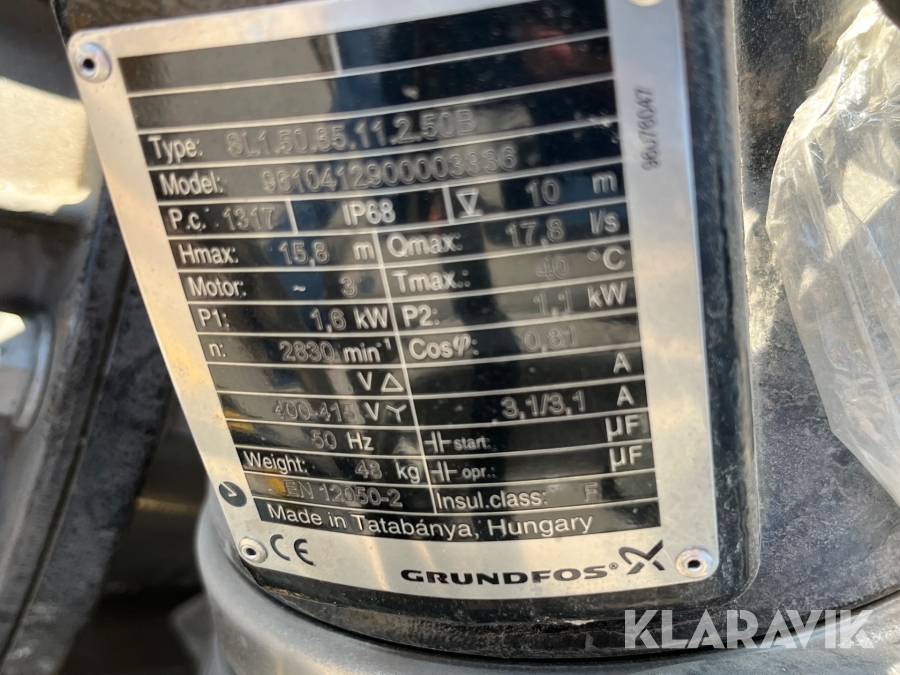 Type: SL1.50.65.11.2.50B
Model: 9810412900003336
P.c. 1317 IP68 10 m
Hmax: 15,8 m Qmax: 17,8 l/s
Motor: ~ 3 Tmax.: 40 °C
P1: 1,6 kW P2: 1,1 kW
n: 2830 min⁻¹ Cosφ: 0,81
V △ A
400-415 V Y 3,1/3,1 A
50 Hz start: µF
Weight: 48 kg opr.: µF
EN 12050-2 Insul.class: F
Made in Tatabánya, Hungary
CE GRUNDFOS
KLARAVIK